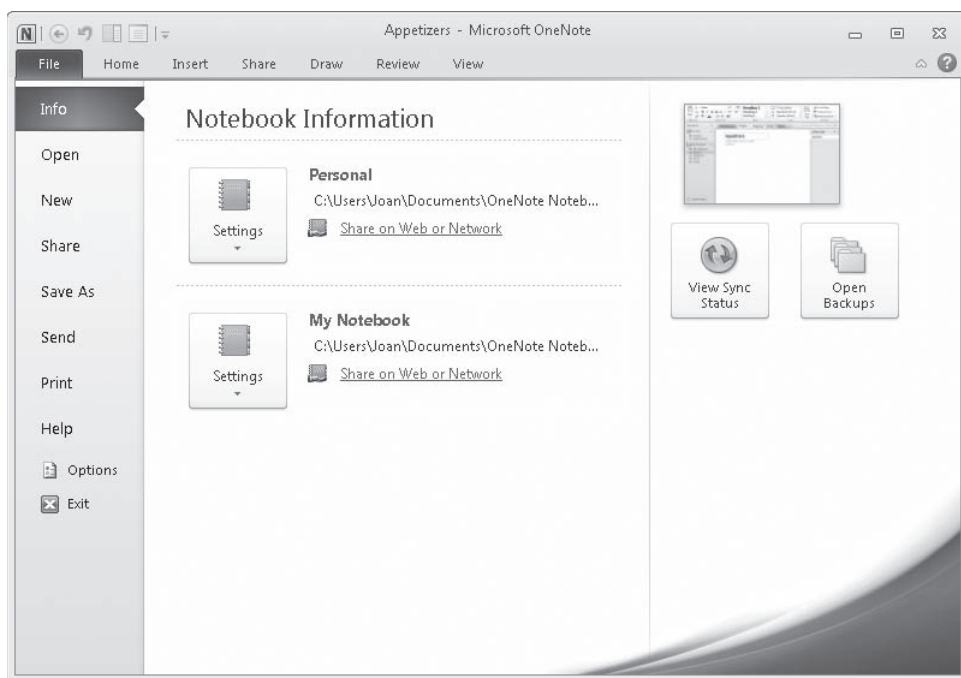 Appetizers - Microsoft OneNote
File Home Insert Share Draw Review View
Info
Open
New
Share
Save As
Send
Print
Help
Options
Exit
Notebook Information
Settings
Personal
C:\Users\Joan\Documents\OneNote Noteb...
Share on Web or Network
Settings
My Notebook
C:\Users\Joan\Documents\OneNote Noteb...
Share on Web or Network
View Sync
Status
Open
Backups